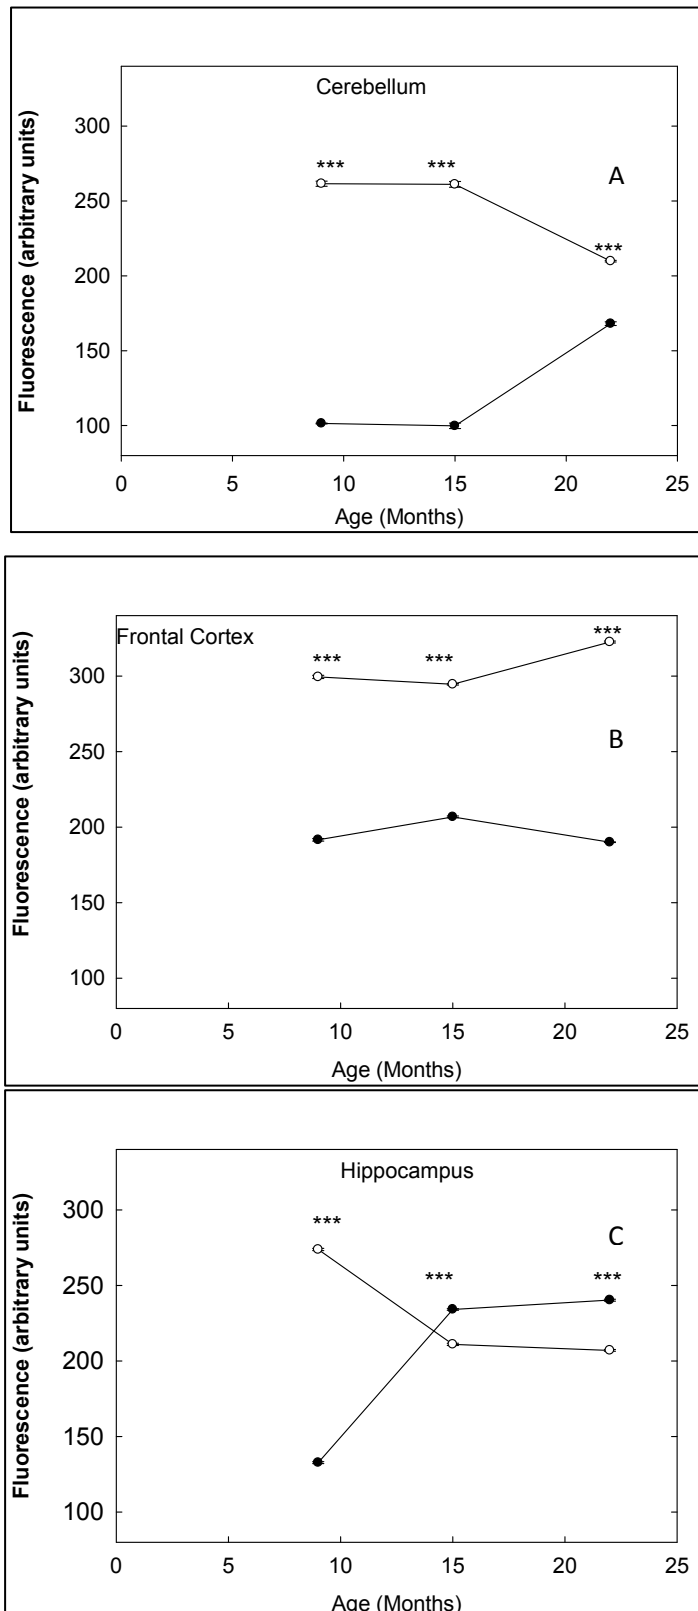 Cerebellum
Fluorescence (arbitrary units)
300
250
200
150
100
***
***
***
A
0 5 10 15 20 25
Age (Months)
Frontal Cortex
Fluorescence (arbitrary units)
300
250
200
150
100
***
***
***
B
0 5 10 15 20 25
Age (Months)
Hippocampus
Fluorescence (arbitrary units)
300
250
200
150
100
***
***
***
C
0 5 10 15 20 25
Age (Months)